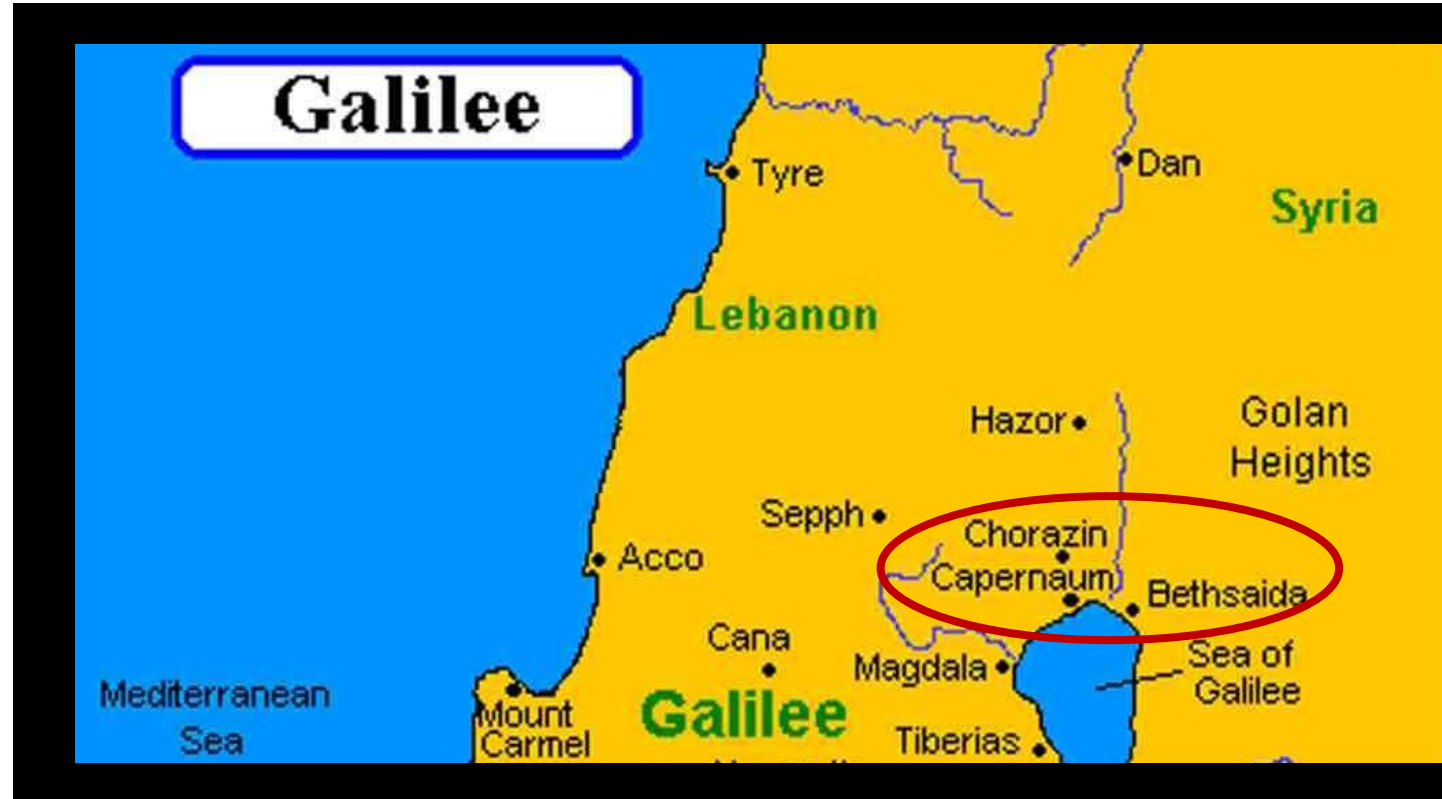 Galilee
Tyre
Dan
Syria
Lebanon
Hazor
Golan
Heights
Sepph
Chorazin
Acco
Capernaum
Bethsaida
Cana
Magdala
Sea of
Galilee
Mediterranean
Sea
Mount
Carmel
Galilee
Tiberias